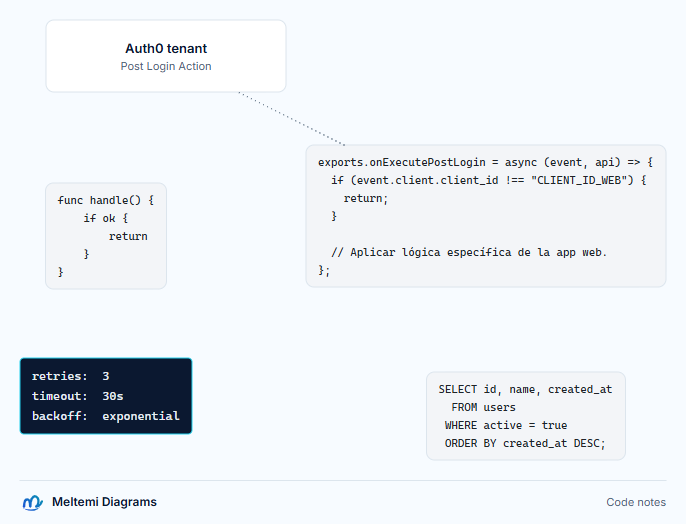 Auth0 tenant
Post Login Action
exports.onExecutePostLogin = async (event, api) => {
  if (event.client.client_id !== "CLIENT_ID_WEB") {
    return;
  }

  // Aplicar lógica específica de la app web.
};
func handle() {
    if ok {
        return
    }
}
retries:  3
timeout:  30s
backoff:  exponential
SELECT id, name, created_at
  FROM users
 WHERE active = true
 ORDER BY created_at DESC;
Meltemi Diagrams
Code notes